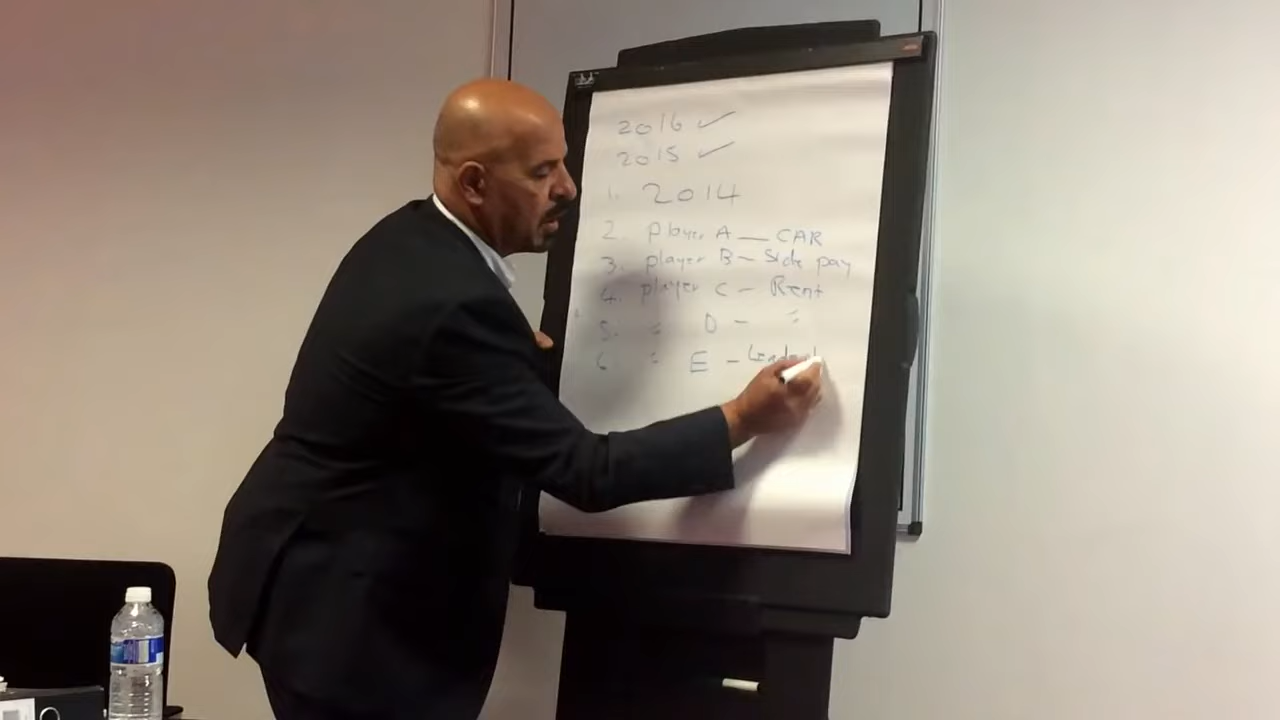 2016 ✓
2015 ✓
1. 2014
2. player A — CAR
3. player B – Side pay
4. player C – Rent
5. " D – "
6 " E –